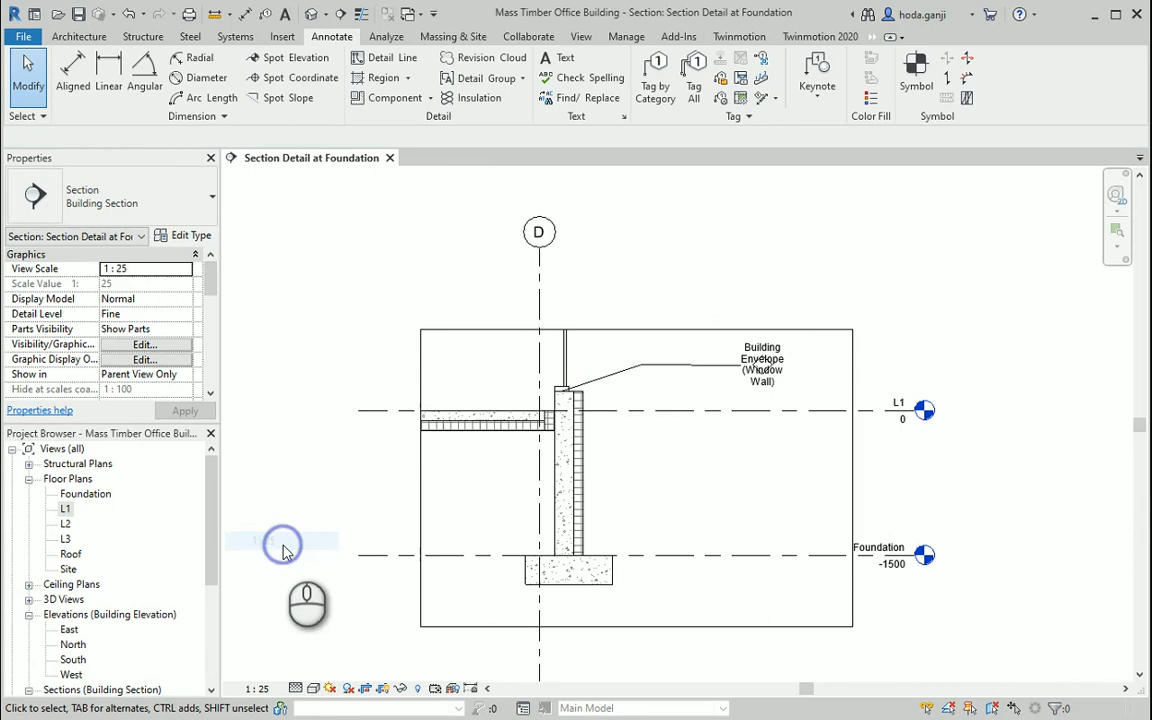 Mass Timber Office Building - Section: Section Detail at Foundation
hoda.ganji
File Architecture Structure Steel Systems Insert Annotate Analyze Massing & Site Collaborate View Manage Add-Ins Twinmotion Twinmotion 2020
Modify
Aligned Linear Angular
Radial
Diameter
Arc Length
Spot Elevation
Spot Coordinate
Spot Slope
Detail Line
Region
Component
Revision Cloud
Detail Group
Insulation
Text
Check Spelling
Find/ Replace
Tag by Category
Tag All
Keynote
Symbol
Select Dimension Detail Text Tag Color Fill Symbol
Properties
Section
Building Section
Section: Section Detail at Fou Edit Type
Graphics
View Scale 1 : 25
Scale Value 1: 25
Display Model Normal
Detail Level Fine
Parts Visibility Show Parts
Visibility/Graphic... Edit...
Graphic Display O... Edit...
Show in Parent View Only
Hide at scales coa... 1 : 100
Properties help Apply
Project Browser - Mass Timber Office Buil...
Views (all)
Structural Plans
Floor Plans
Foundation
L1
L2
L3
Roof
Site
Ceiling Plans
3D Views
Elevations (Building Elevation)
East
North
South
West
Sections (Building Section)
Section Detail at Foundation
D
Building
Envelope
(Window
Wall)
L1
0
Foundation
-1500
1 : 25
Click to select, TAB for alternates, CTRL adds, SHIFT unselect
:0
Main Model
:0